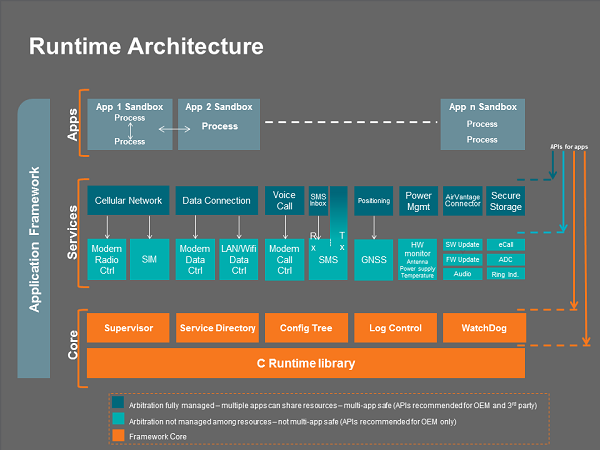 Runtime Architecture
Application Framework
Apps
App 1 Sandbox
Process
Process
App 2 Sandbox
Process
App n Sandbox
Process
Process
APIs for apps
Services
Cellular Network
Data Connection
Voice
Call
SMS
Inbox
Positioning
Power
Mgmt
AirVantage
Connector
Secure
Storage
Modern
Radio
Ctrl
SIM
Modern
Data
Ctrl
LAN/Wifi
Data
Ctrl
Modern
Call
Ctrl
R
x
T
x
SMS
GNSS
HW
monitor
Antenna
Power supply
Temperature
SW Update
FW Update
Audio
eCall
ADC
Ring Ind.
Core
Supervisor
Service Directory
Config Tree
Log Control
WatchDog
C Runtime library
Arbitration fully managed – multiple apps can share resources – multi-app safe (APIs recommended for OEM and 3rd party)
Arbitration not managed among resources – not multi-app safe (APIs recommended for OEM only)
Framework Core